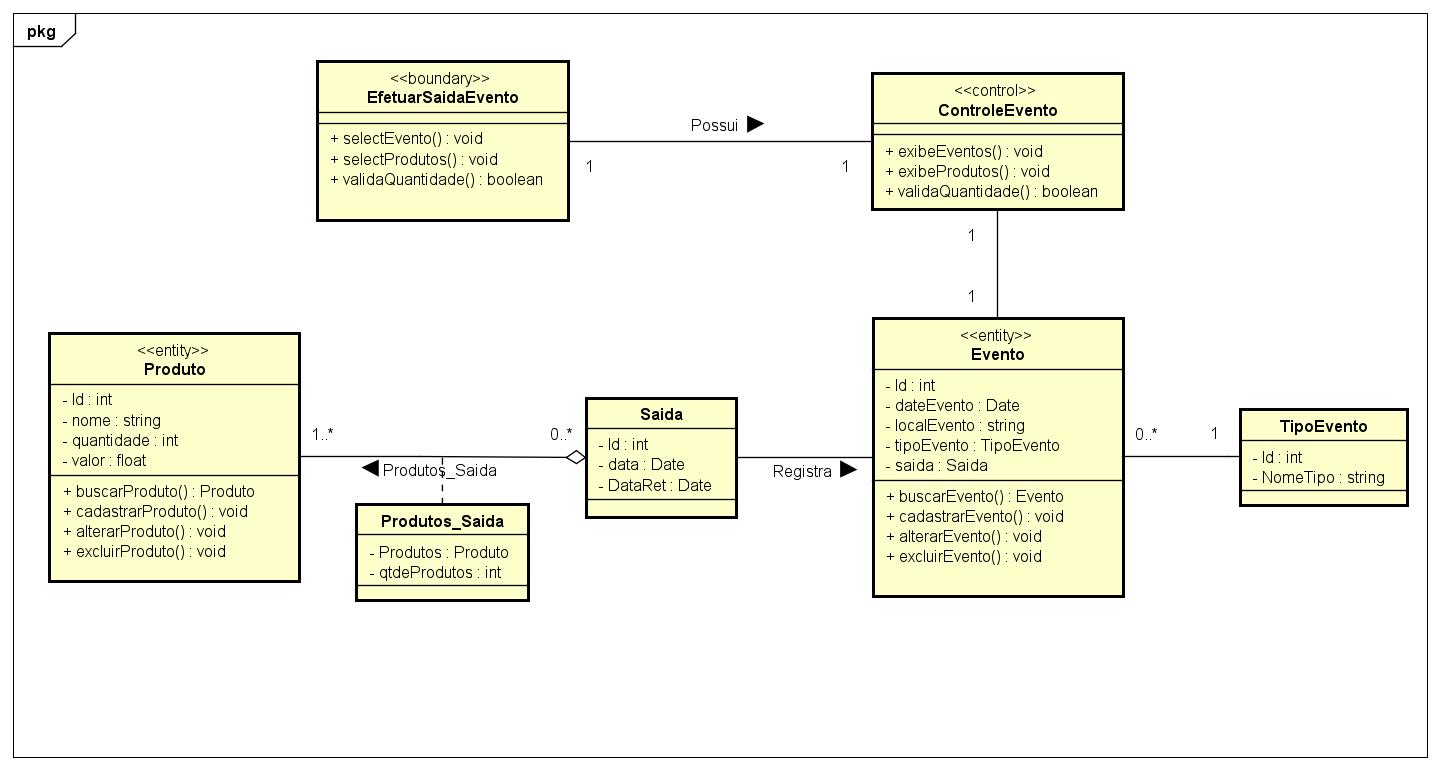 pkg
<<boundary>>
EfetuarSaidaEvento
+ selectEvento() : void
+ selectProdutos() : void
+ validaQuantidade() : boolean
Possui
1
1
<<control>>
ControleEvento
+ exibeEventos() : void
+ exibeProdutos() : void
+ validaQuantidade() : boolean
1
1
<<entity>>
Produto
- Id : int
- nome : string
- quantidade : int
- valor : float
+ buscarProduto() : Produto
+ cadastrarProduto() : void
+ alterarProduto() : void
+ excluirProduto() : void
1..*
0..*
Produtos_Saida
Produtos_Saida
- Produtos : Produto
- qtdeProdutos : int
Saida
- Id : int
- data : Date
- DataRet : Date
Registra
<<entity>>
Evento
- Id : int
- dateEvento : Date
- localEvento : string
- tipoEvento : TipoEvento
- saida : Saida
+ buscarEvento() : Evento
+ cadastrarEvento() : void
+ alterarEvento() : void
+ excluirEvento() : void
0..*
1
TipoEvento
- Id : int
- NomeTipo : string